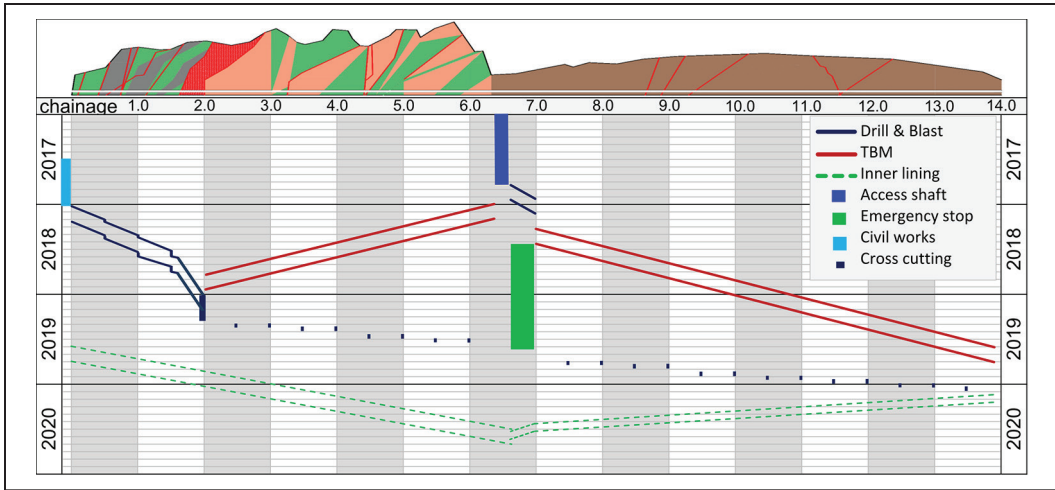 chainage 1.0 2.0 3.0 4.0 5.0 6.0 7.0 8.0 9.0 10.0 11.0 12.0 13.0 14.0
2017 2017
2018 2018
2019 2019
2020 2020
Drill & Blast
TBM
Inner lining
Access shaft
Emergency stop
Civil works
Cross cutting